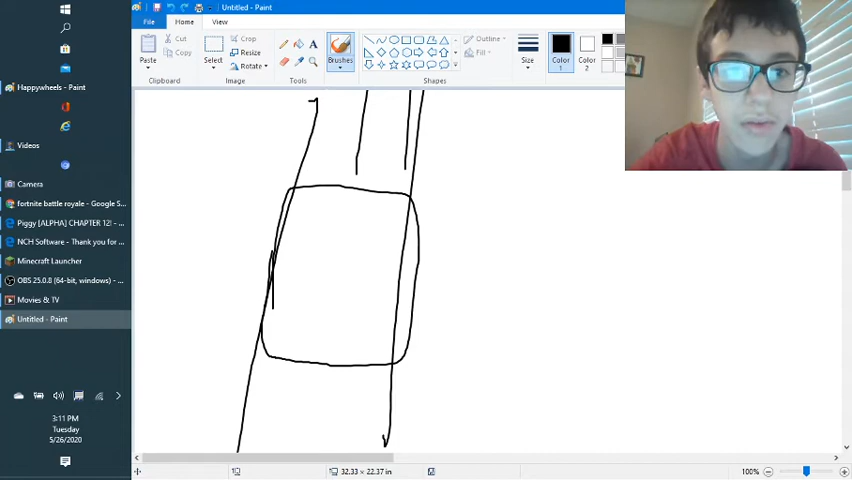 Untitled - Paint
File
Home
View
Paste
Cut
Copy
Clipboard
Select
Crop
Resize
Rotate
Image
A
Tools
Brushes
Shapes
Outline
Fill
Size
Color
1
Color
2
Happywheels - Paint
Videos
Camera
fortnite battle royale - Google S...
Piggy [ALPHA] CHAPTER 12! -...
NCH Software - Thank you for ...
Minecraft Launcher
OBS 25.0.8 (64-bit, windows) - ...
Movies & TV
Untitled - Paint
3:11 PM
Tuesday
5/26/2020
32.33 × 22.37 in
100%